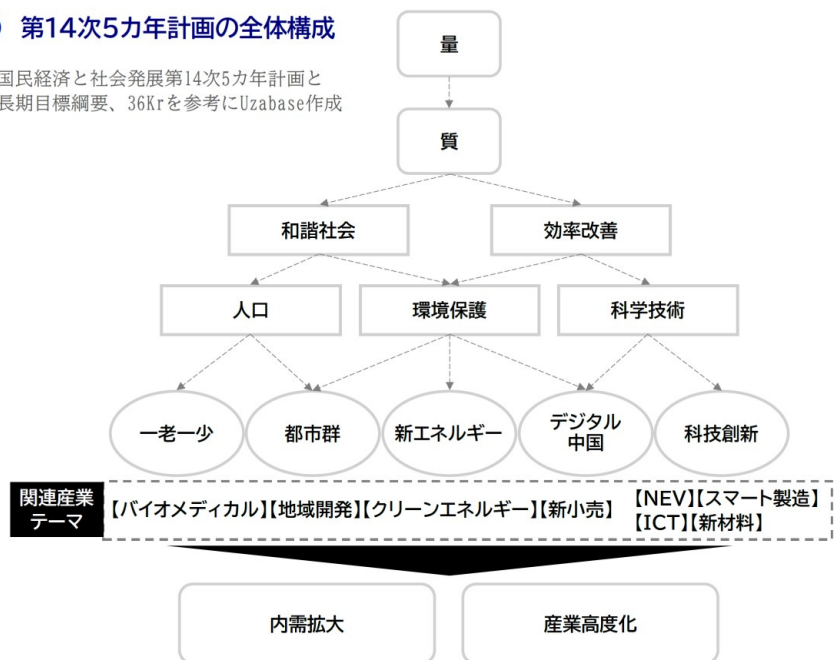 第14次5カ年計画の全体構成
国民経済と社会発展第14次5カ年計画と
長期目標綱要、36Krを参考にUzabase作成
量
質
和諧社会
効率改善
人口
環境保護
科学技術
一老一少
都市群
新エネルギー
デジタル
中国
科技創新
関連産業
テーマ
【バイオメディカル】【地域開発】【クリーンエネルギー】【新小売】
【NEV】【スマート製造】
【ICT】【新材料】
内需拡大
産業高度化